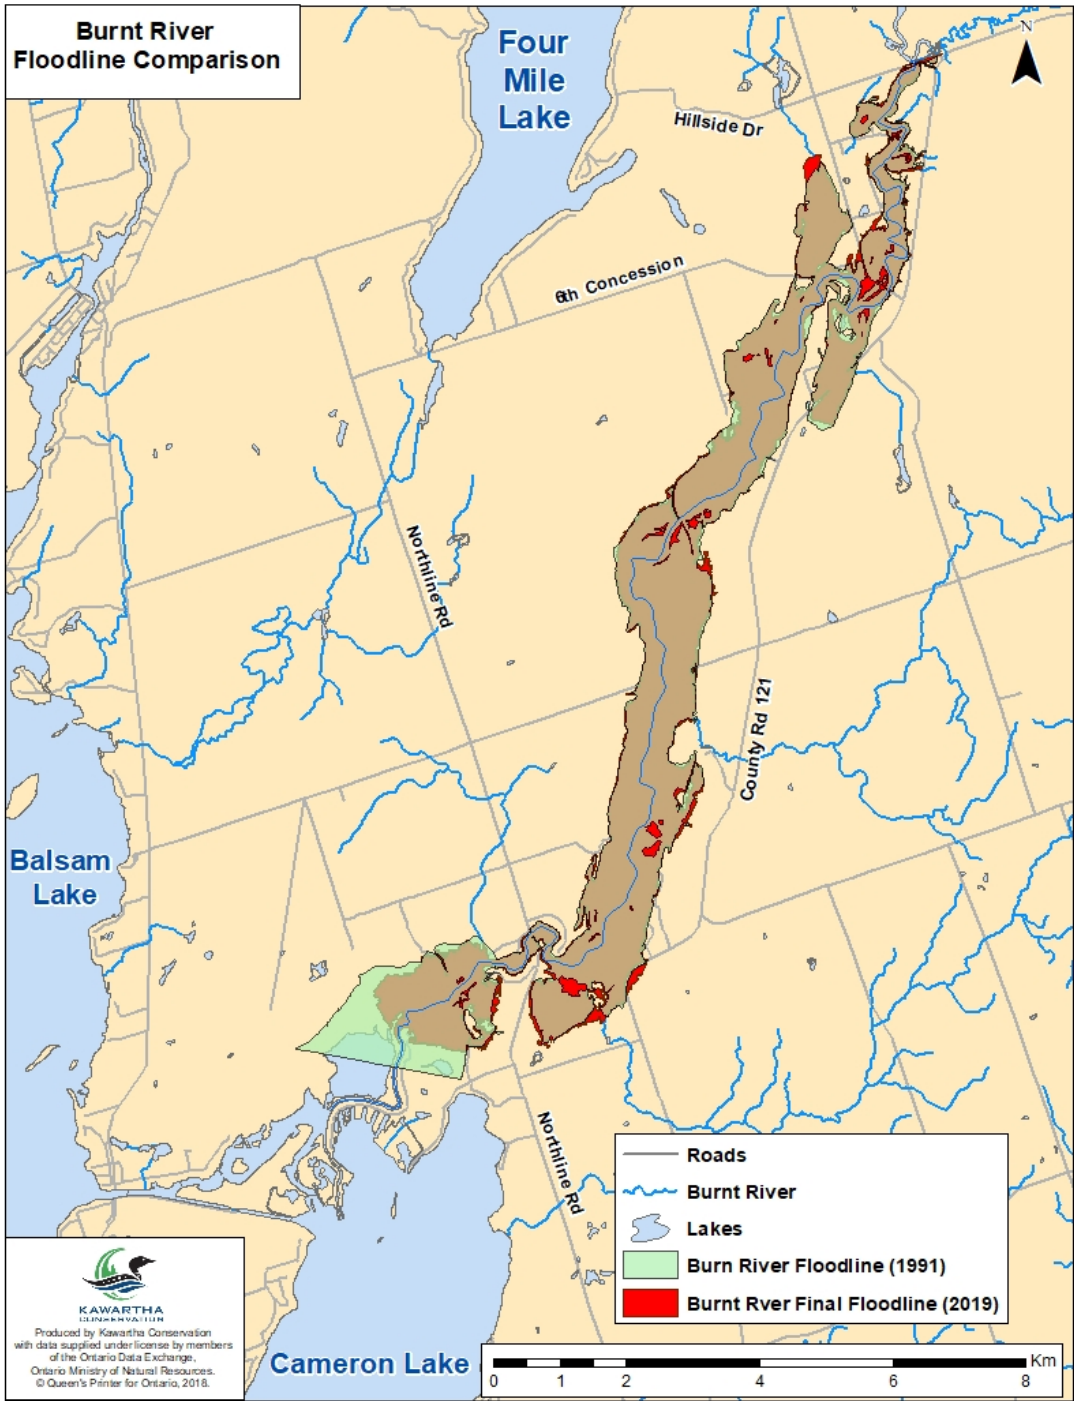 Burnt River
Floodline Comparison
Four
Mile
Lake
N
Hillside Dr
6th Concession
Northline Rd
County Rd 121
Balsam
Lake
Northline Rd
Roads
Burnt River
Lakes
Burn River Floodline (1991)
Burnt Rver Final Floodline (2019)
KAWARTHA
CONSERVATION
Produced by Kawartha Conservation
with data supplied under license by members
of the Ontario Data Exchange,
Ontario Ministry of Natural Resources.
© Queen's Printer for Ontario, 2018.
Cameron Lake
Km
0 1 2 4 6 8